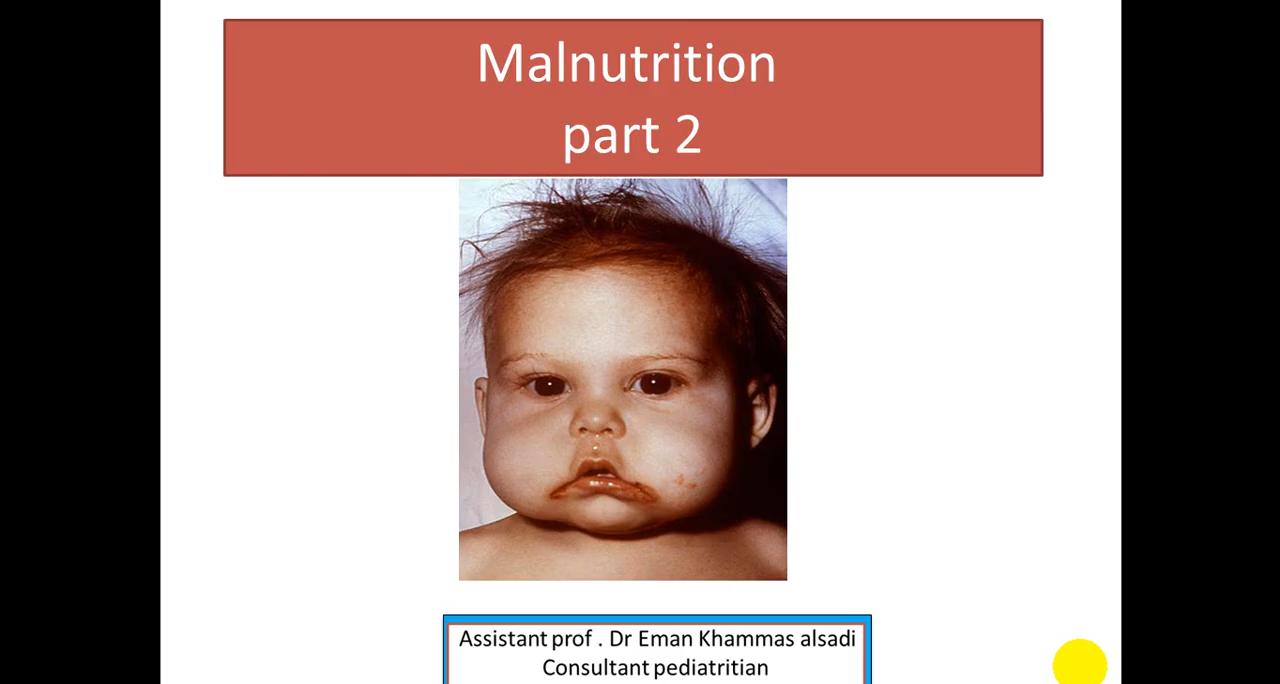 Malnutrition
part 2
Assistant prof . Dr Eman Khammas alsadi
Consultant pediatritian